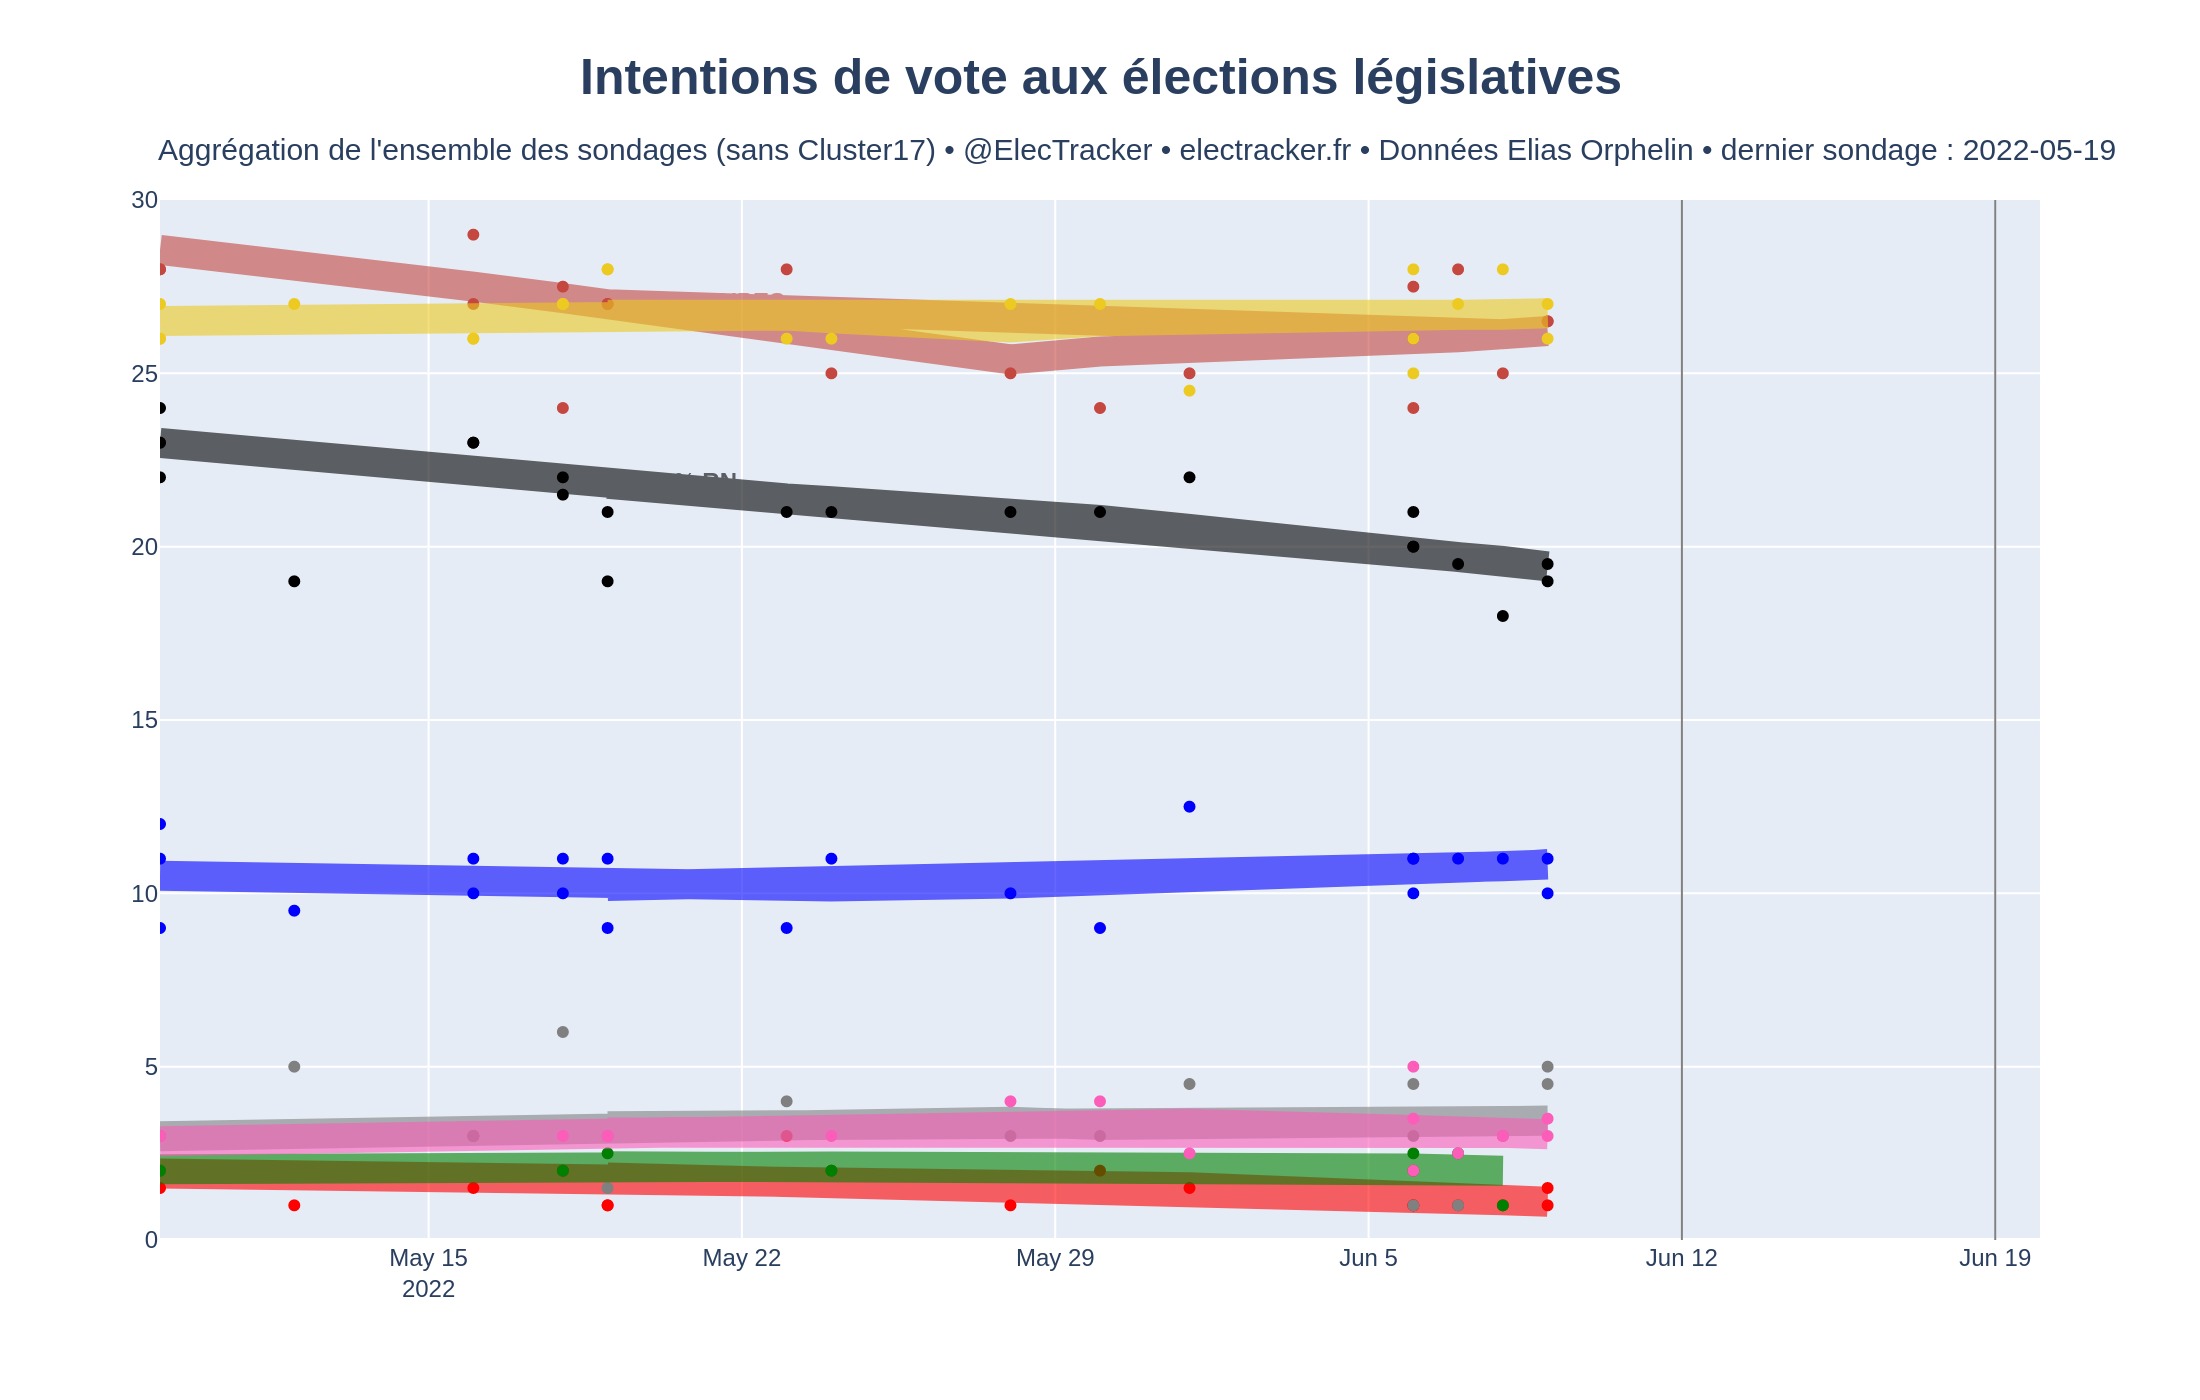 Intentions de vote aux élections législatives
Aggrégation de l'ensemble des sondages (sans Cluster17) • @ElecTracker • electracker.fr • Données Elias Orphelin • dernier sondage : 2022-05-19
30
25
20
15
10
5
0
May 15
2022
May 22
May 29
Jun 5
Jun 12
Jun 19